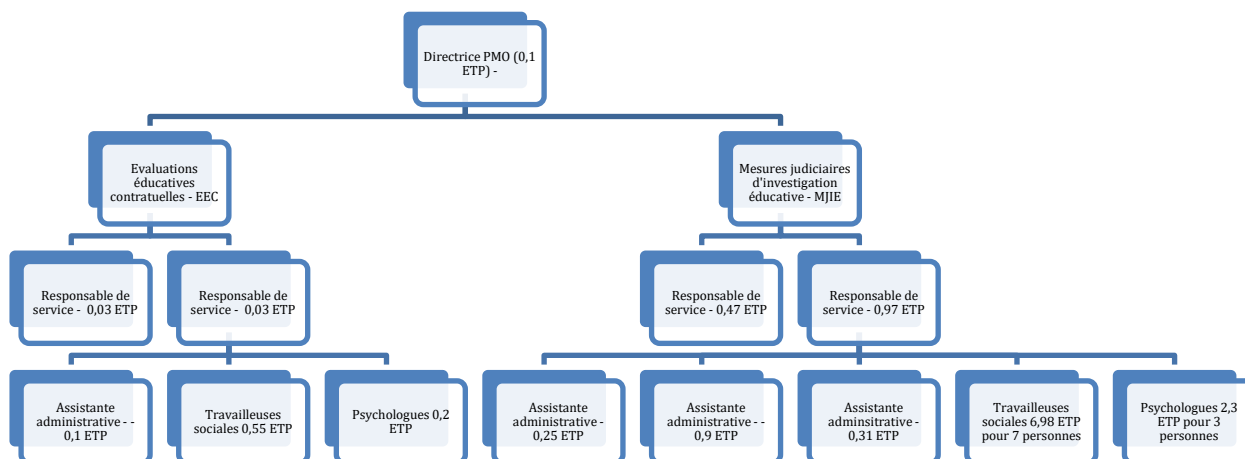 Directrice PMO (0,1
ETP) -
Evaluations
éducatives
contratuelles - EEC
Mesures judiciaires
d'investigation
éducative - MJIE
Responsable de
service - 0,03 ETP
Responsable de
service - 0,03 ETP
Responsable de
service - 0,47 ETP
Responsable de
service - 0,97 ETP
Assistante
administrative - -
0,1 ETP
Travailleuses
sociales 0,55 ETP
Psychologues 0,2
ETP
Assistante
administrative -
0,25 ETP
Assistante
administrative - -
0,9 ETP
Assistante
adminsitrative -
0,31 ETP
Travailleuses
sociales 6,98 ETP
pour 7 personnes
Psychologues 2,3
ETP pour 3
personnes